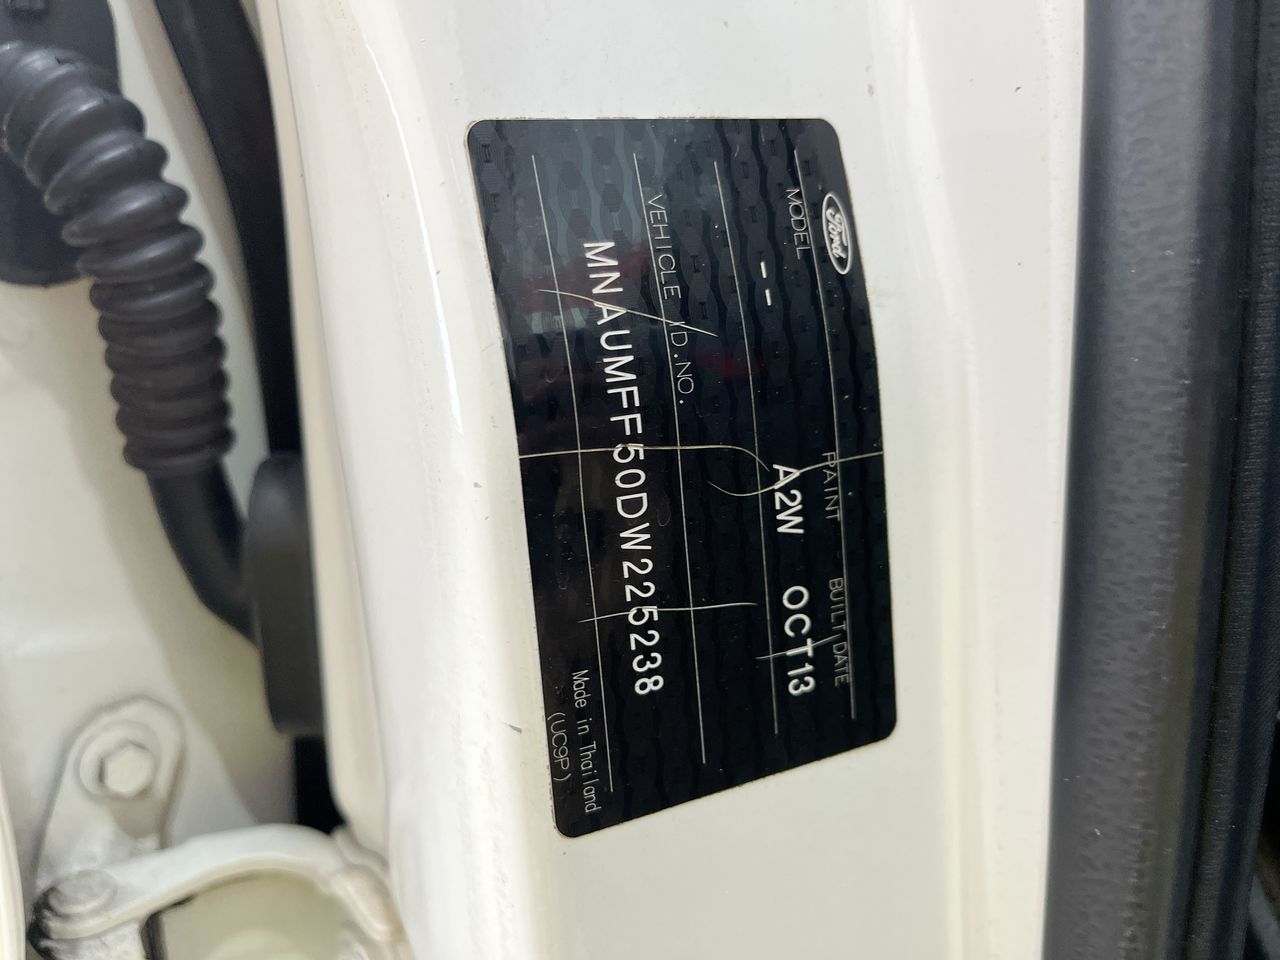 Ford
MODEL PAINT BUILT/DATE
-- A2W OCT13
VEHICLE ID.NO.
MNAUMFF50DW225238
Made in Thailand
(UC9P)